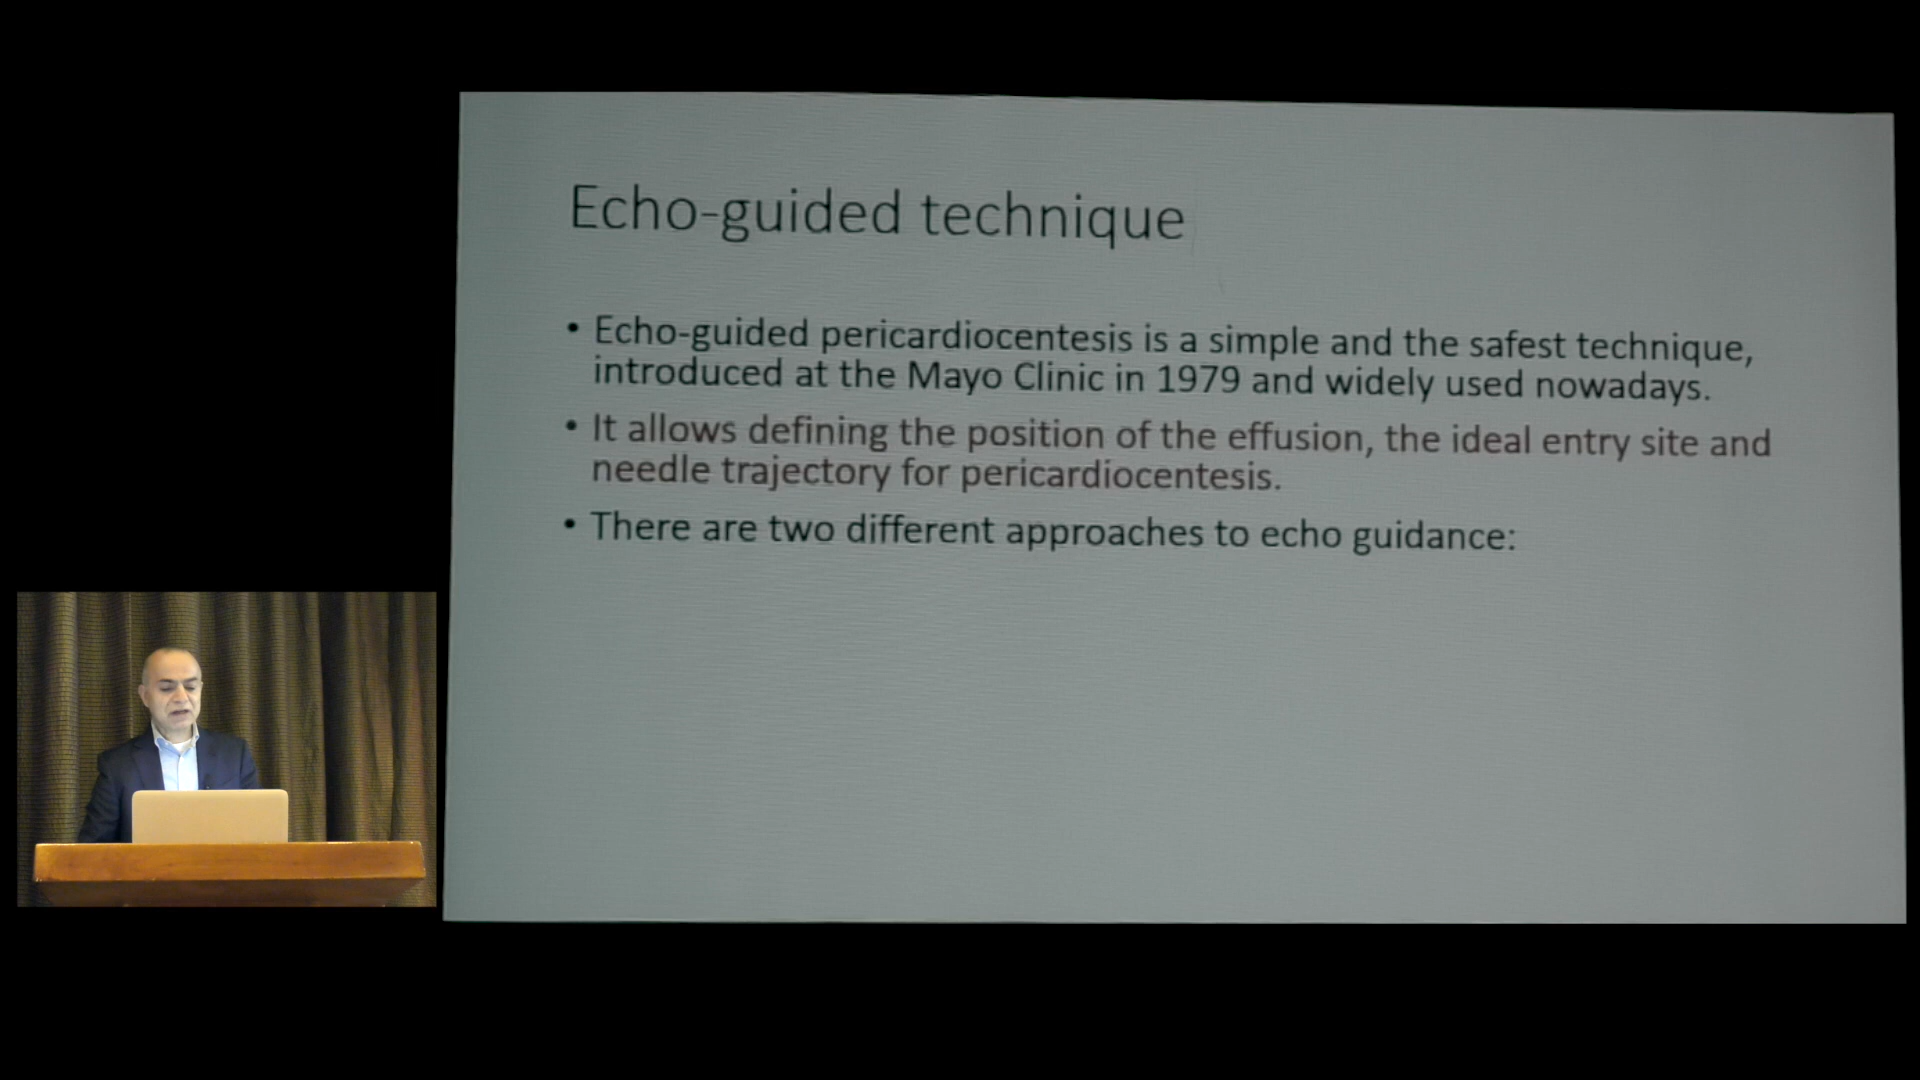 Echo-guided technique
• Echo-guided pericardiocentesis is a simple and the safest technique,
introduced at the Mayo Clinic in 1979 and widely used nowadays.
• It allows defining the position of the effusion, the ideal entry site and
needle trajectory for pericardiocentesis.
• There are two different approaches to echo guidance: